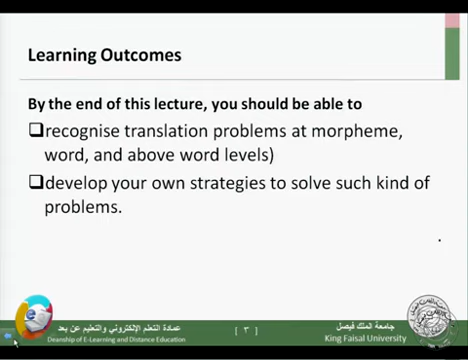 Learning Outcomes
By the end of this lecture, you should be able to
❑recognise translation problems at morpheme,
word, and above word levels)
❑develop your own strategies to solve such kind of
problems.
.
عمادة التعلم الإلكتروني والتعليم عن بعد
Deanship of E-Learning and Distance Education
[ ٣ ]
جامعة الملك فيصل
King Faisal University